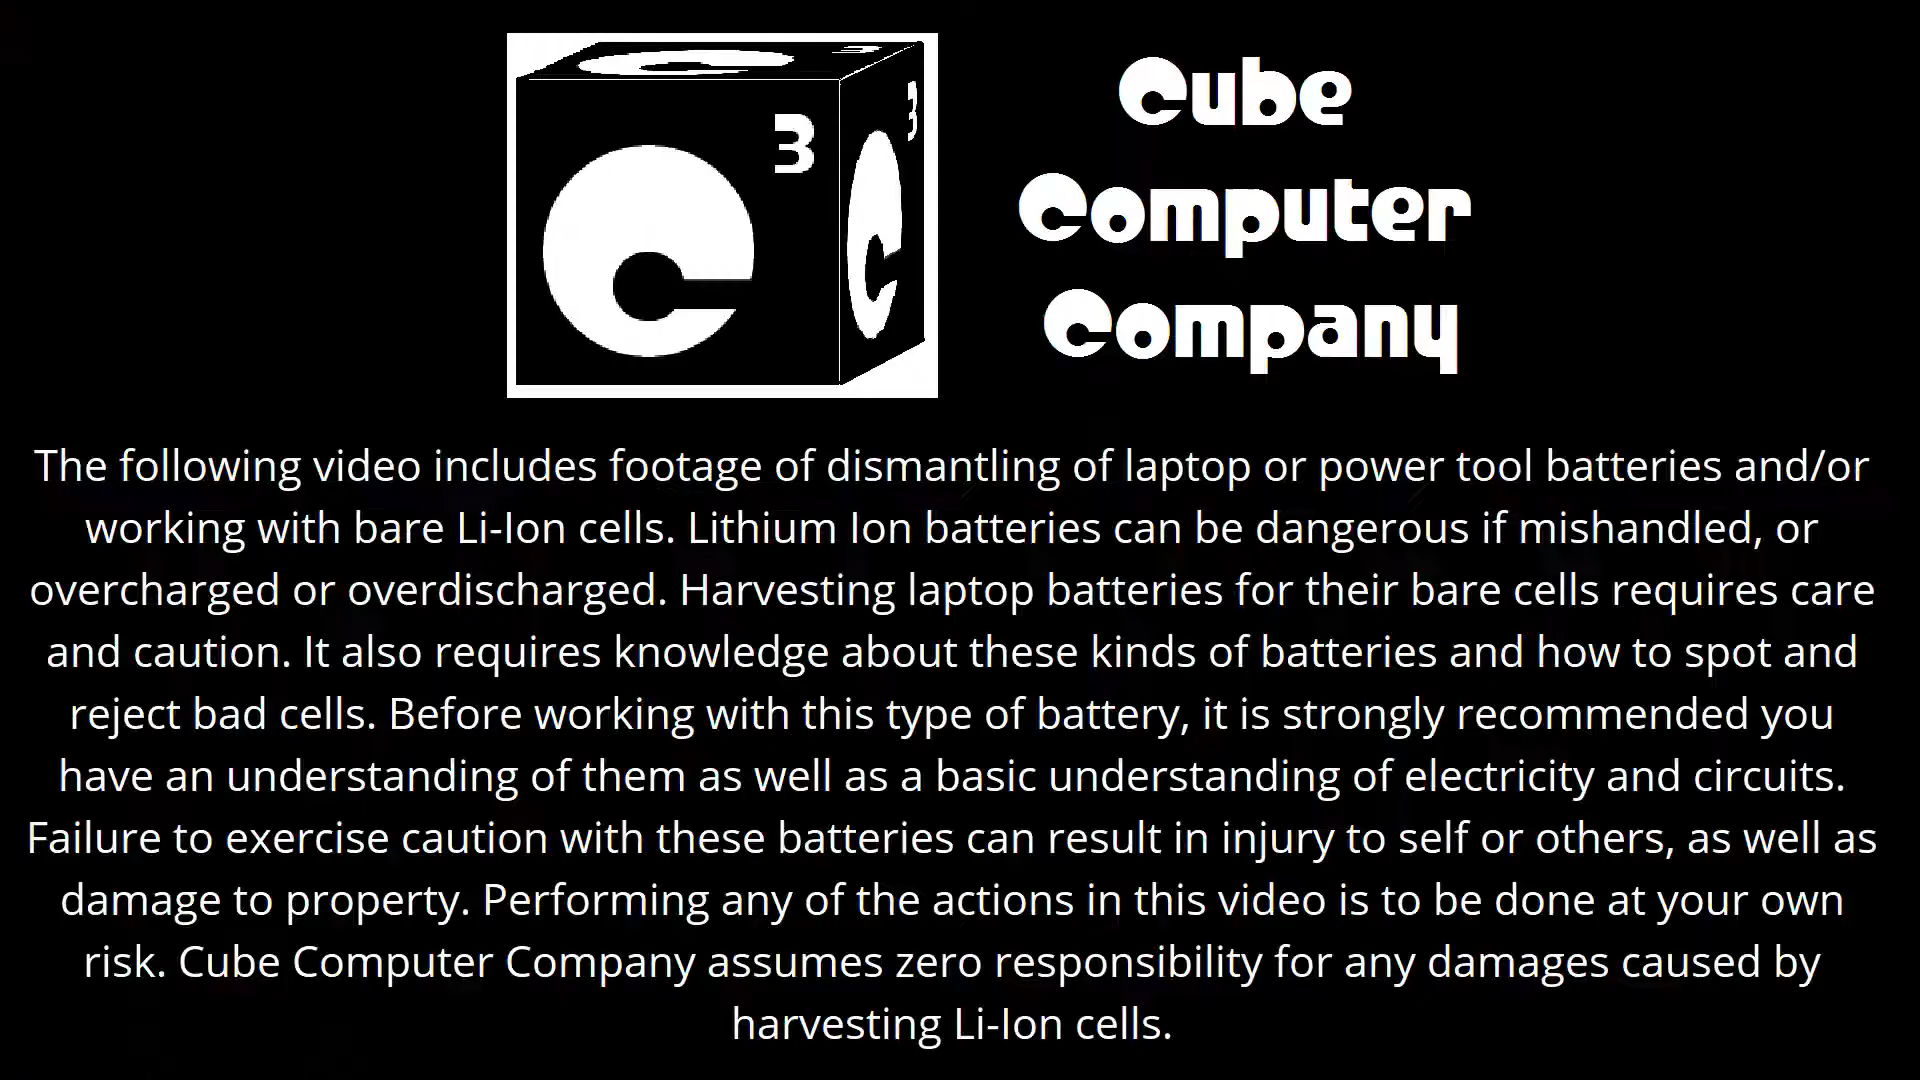 C 3
Cube
Computer
Company
The following video includes footage of dismantling of laptop or power tool batteries and/or
working with bare Li-Ion cells. Lithium Ion batteries can be dangerous if mishandled, or
overcharged or overdischarged. Harvesting laptop batteries for their bare cells requires care
and caution. It also requires knowledge about these kinds of batteries and how to spot and
reject bad cells. Before working with this type of battery, it is strongly recommended you
have an understanding of them as well as a basic understanding of electricity and circuits.
Failure to exercise caution with these batteries can result in injury to self or others, as well as
damage to property. Performing any of the actions in this video is to be done at your own
risk. Cube Computer Company assumes zero responsibility for any damages caused by
harvesting Li-Ion cells.